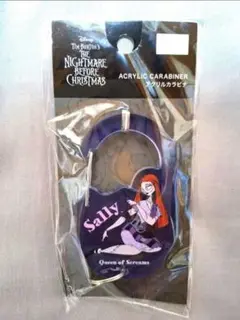 Disney
TIM BURTON'S
THE
NIGHTMARE
BEFORE
CHRISTMAS
ACRYLIC CARABINER
アクリルカラビナ
Sally
Queen of Screams